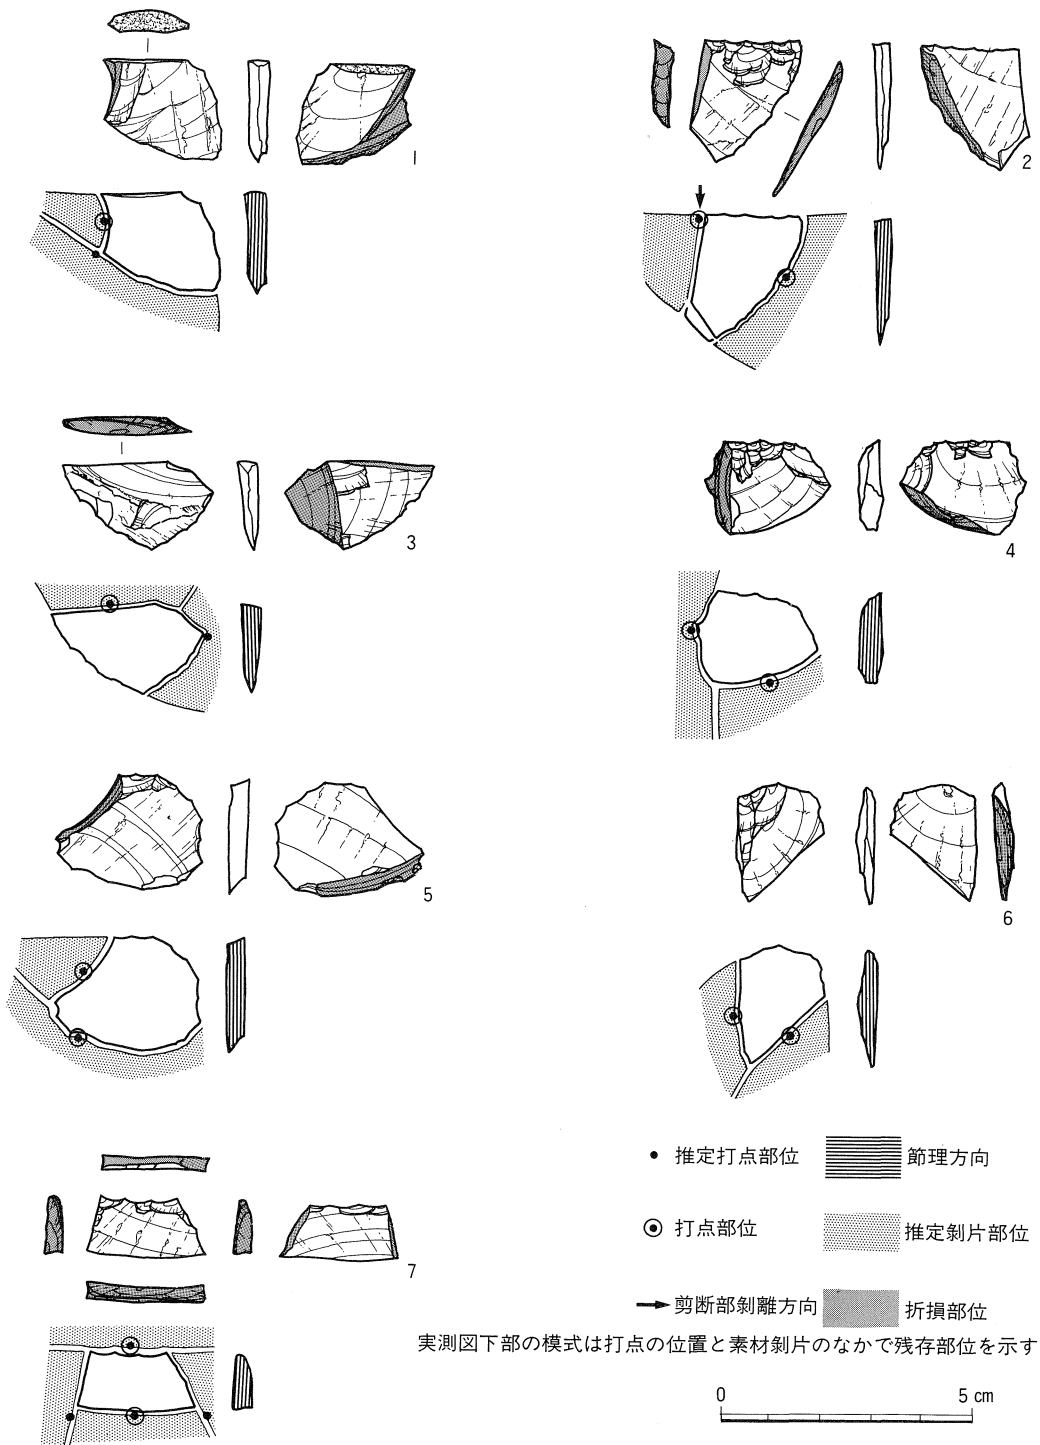 1
2
3
4
5
6
7
推定打点部位
節理方向
打点部位
推定剝片部位
剪断部剝離方向
折損部位
実測図下部の模式は打点の位置と素材剝片のなかで残存部位を示す
0 5 cm